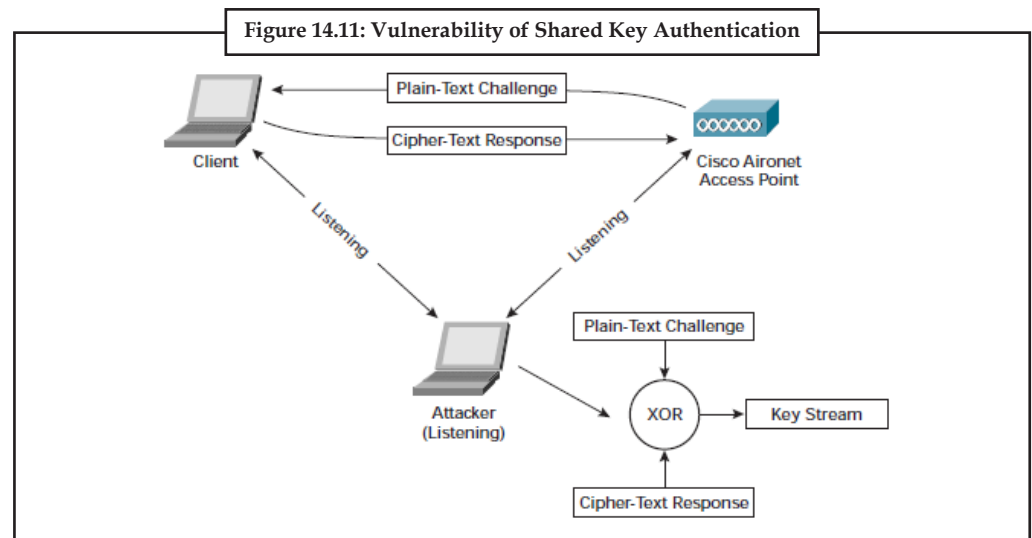 Figure 14.11: Vulnerability of Shared Key Authentication
Plain-Text Challenge
Cipher-Text Response
Client
Cisco Aironet
Access Point
Listening
Listening
Plain-Text Challenge
Attacker
(Listening)
XOR
Key Stream
Cipher-Text Response